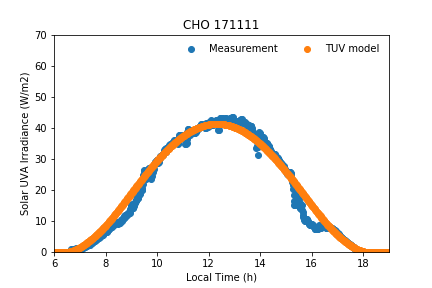 CHO 171111
Measurement TUV model
Solar UVA Irradiance (W/m2)
70
60
50
40
30
20
10
0
6 8 10 12 14 16 18
Local Time (h)